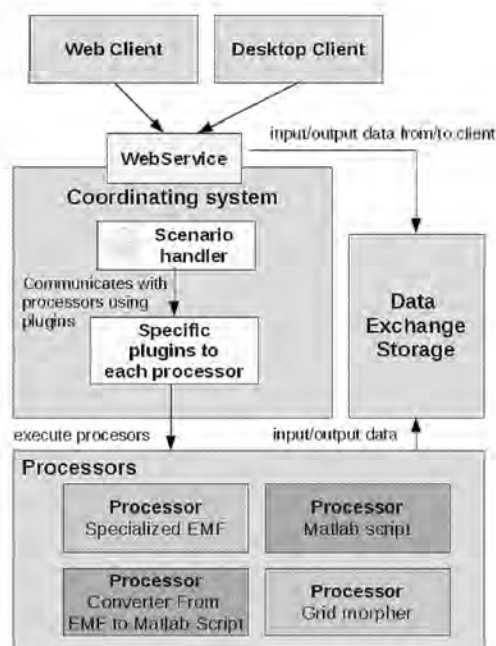 Web Client
Desktop Client
input/output data from/to client
WebService
Coordinating system
Scenario
handler
Communicates with
processors using
plugins
Specific
plugins to
each processor
Data
Exchange
Storage
execute procesors
input/output data
Processors
Processor
Specialized EMF
Processor
Matlab script
Processor
Converter From
EMF to Matlab Script
Processor
Grid morpher